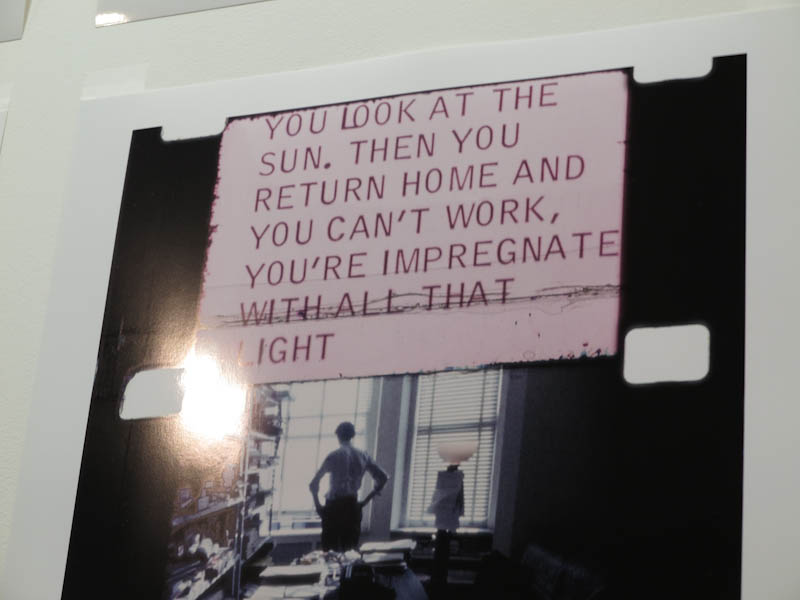 YOU LOOK AT THE
SUN. THEN YOU
RETURN HOME AND
YOU CAN'T WORK,
YOU'RE IMPREGNATE
WITH ALL THAT
LIGHT